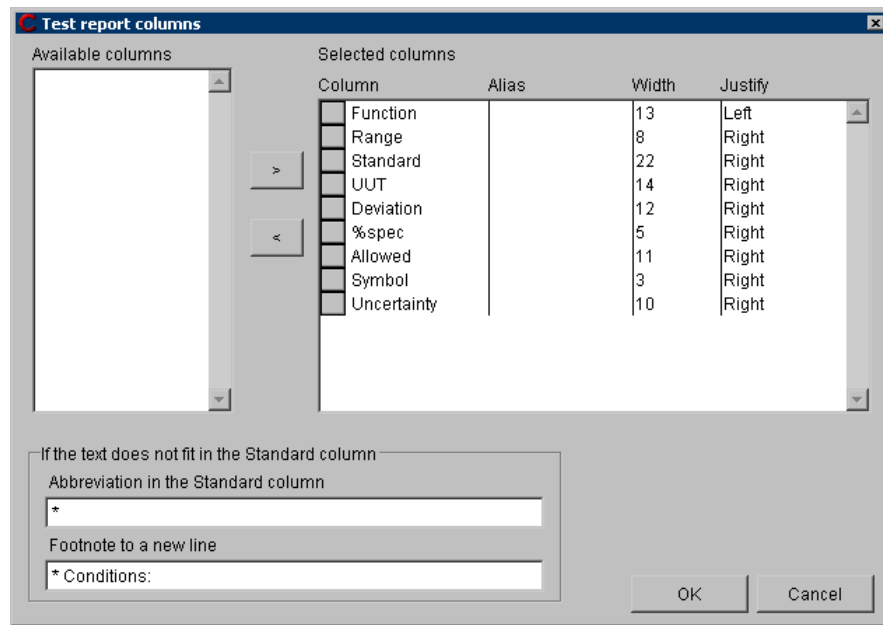 Test report columns
Available columns
Selected columns
Column Alias Width Justify
Function 13 Left
Range 8 Right
Standard 22 Right
UUT 14 Right
Deviation 12 Right
%spec 5 Right
Allowed 11 Right
Symbol 3 Right
Uncertainty 10 Right
>
<
If the text does not fit in the Standard column
Abbreviation in the Standard column
*
Footnote to a new line
* Conditions:
OK
Cancel